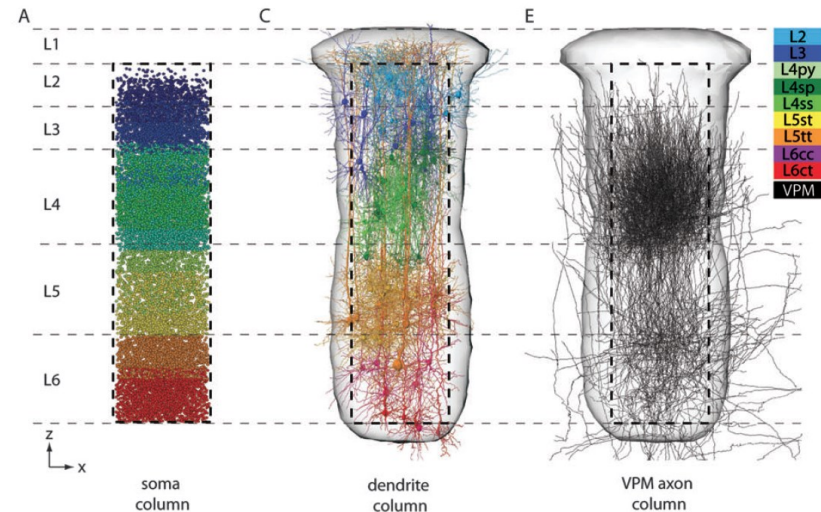 A
C
E
L1
L2
L3
L4
L5
L6
L2
L3
L4py
L4sp
L4ss
L5st
L5tt
L6cc
L6ct
VPM
z
x
soma
column
dendrite
column
VPM axon
column